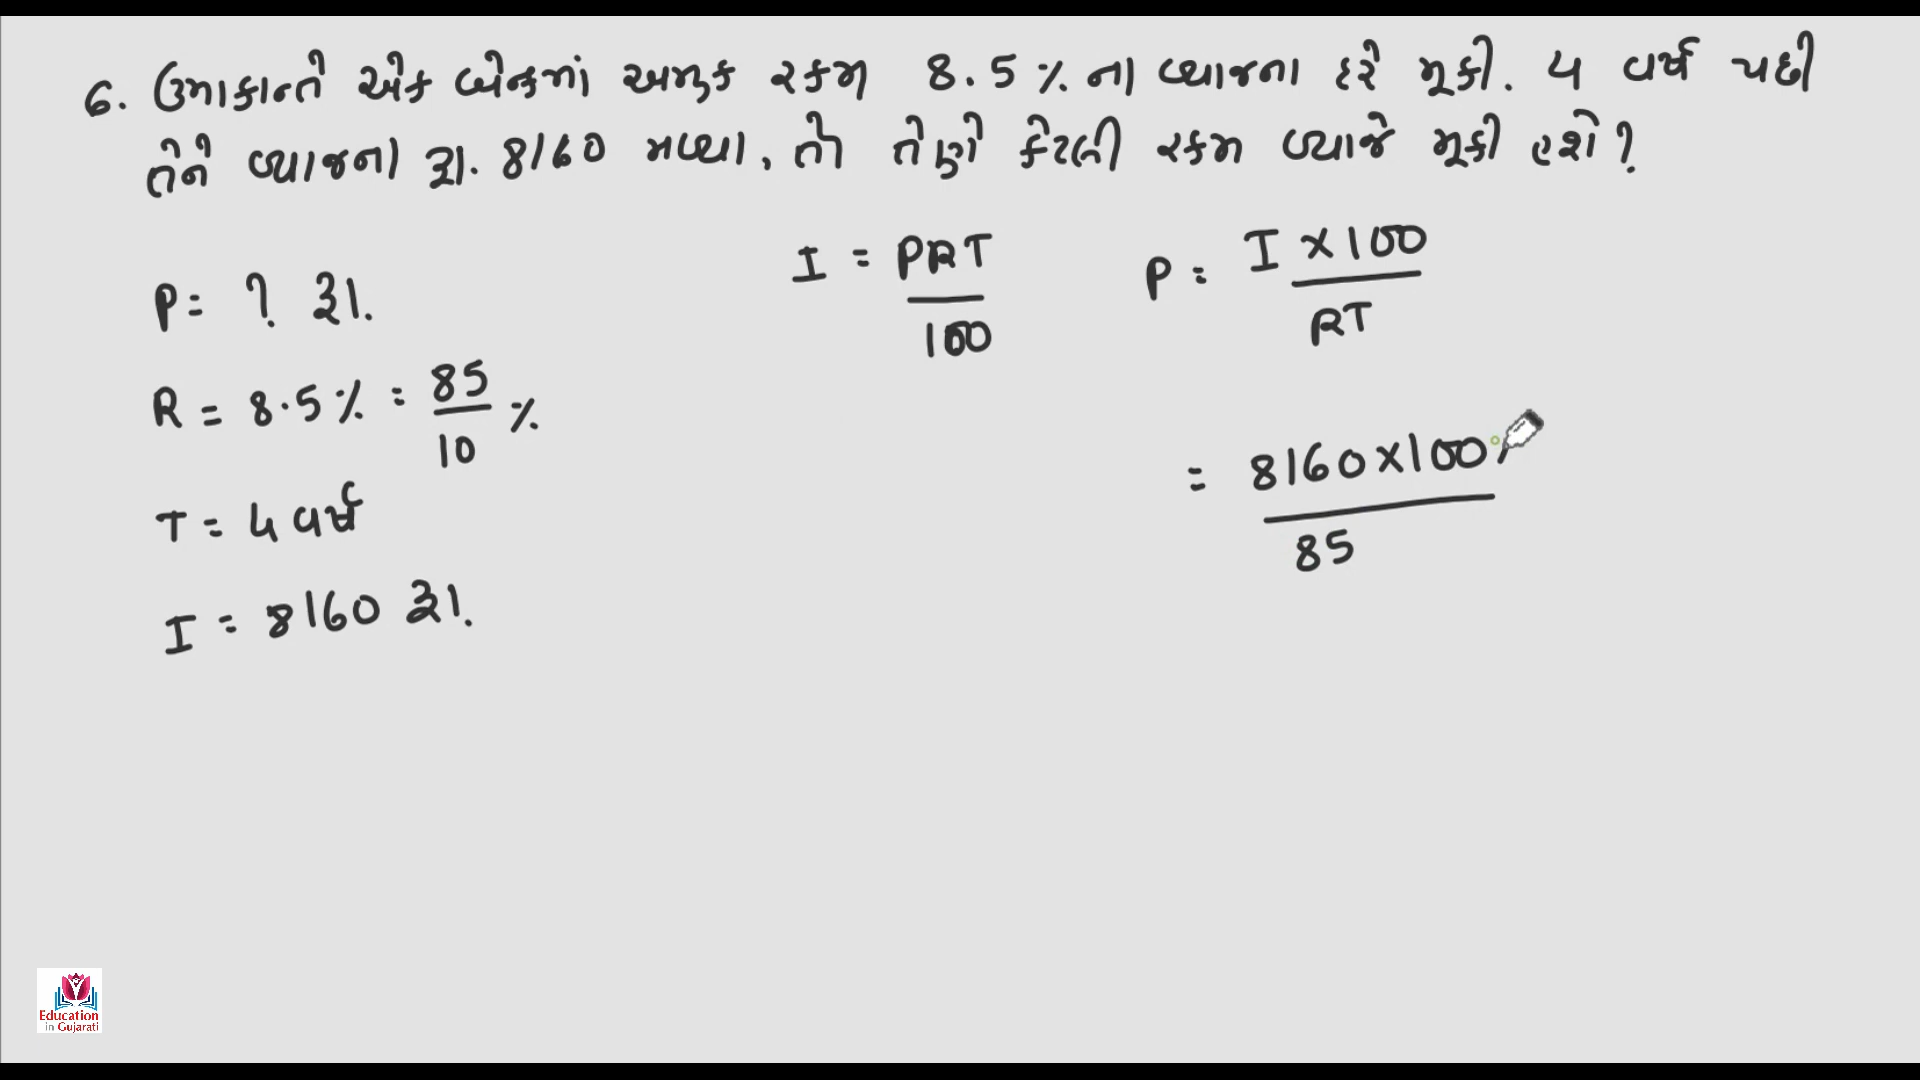 6. ઉમાકાન્તે એક બેંકમાં અમુક રકમ 8.5% ના વ્યાજના દરે મૂકી. 4 વર્ષ પછી
તેને વ્યાજના રૂા. 8160 મળ્યા, તો તેણે કેટલી રકમ વ્યાજે મૂકી હશે?
I = PRT / 100
P = I × 100 / RT
P = ? રૂા.
R = 8.5% = 85/10 %
= 8160×100 / 85
T = 4 વર્ષ
I = 8160 રૂા.
Education
in Gujarati